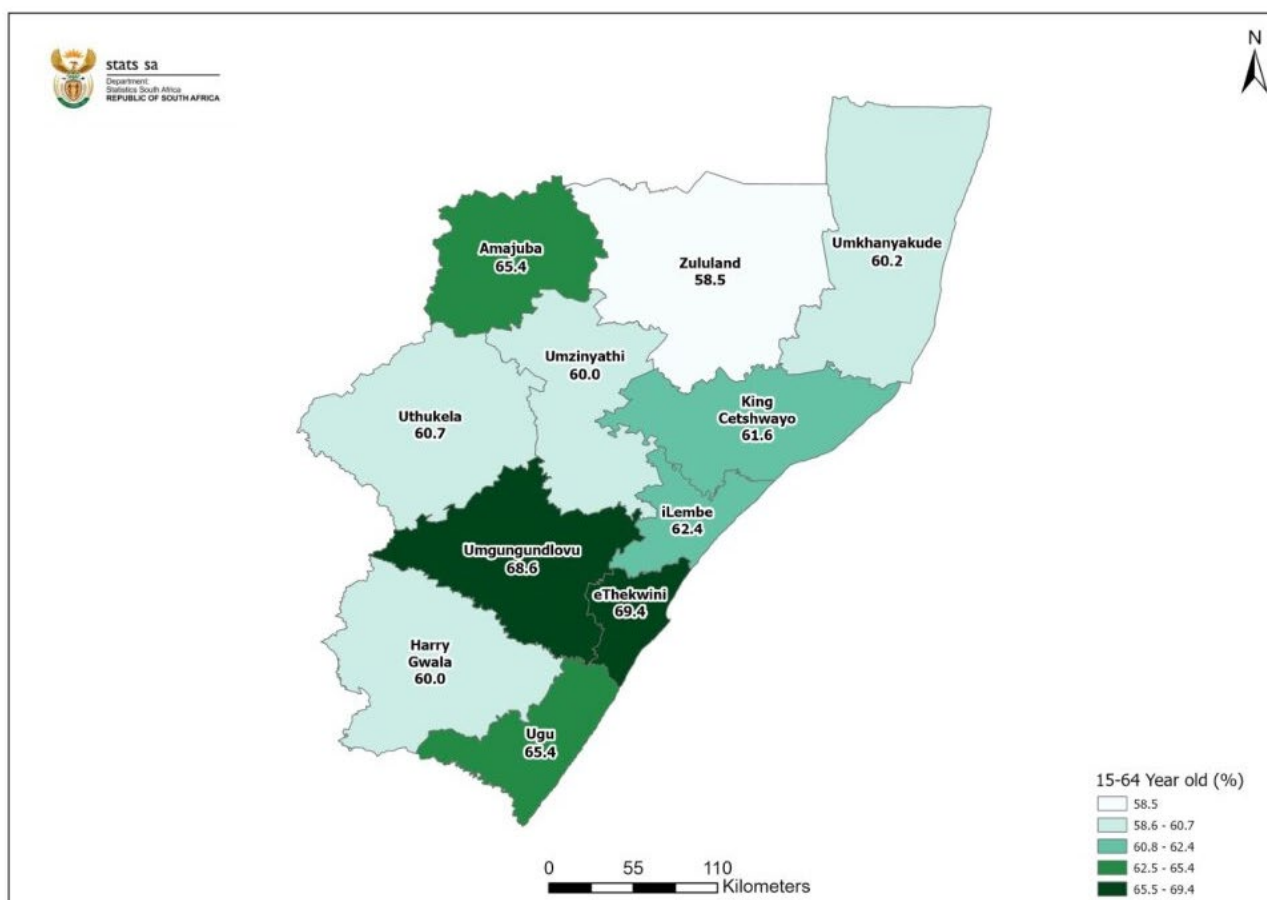 stats sa
Department:
Statistics South Africa
REPUBLIC OF SOUTH AFRICA
N
Amajuba
65.4
Zululand
58.5
Umkhanyakude
60.2
Umzinyathi
60.0
Uthukela
60.7
King
Cetshwayo
61.6
iLembe
62.4
Umgungundlovu
68.6
eThekwini
69.4
Harry
Gwala
60.0
Ugu
65.4
15-64 Year old (%)
58.5
58.6 - 60.7
60.8 - 62.4
62.5 - 65.4
65.5 - 69.4
0 55 110
Kilometers